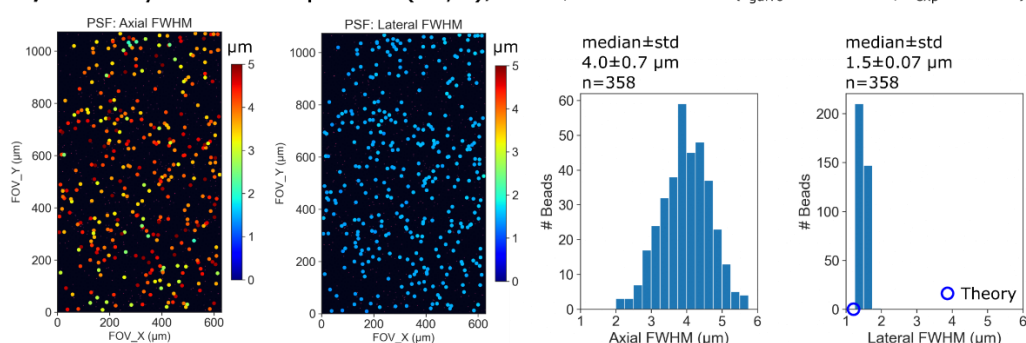 PSF: Axial FWHM
µm
1000
800
600
400
200
0
0 200 400 600
FOV_Y (µm)
FOV_X (µm)
5
4
3
2
1
0
PSF: Lateral FWHM
µm
1000
800
600
400
200
0
0 200 400 600
FOV_Y (µm)
FOV_X (µm)
5
4
3
2
1
0
median±std
4.0±0.7 µm
n=358
60
50
40
30
20
10
0
# Beads
1 2 3 4 5 6
Axial FWHM (µm)
median±std
1.5±0.07 µm
n=358
200
150
100
50
0
# Beads
Theory
1 2 4 6
Lateral FWHM (µm)